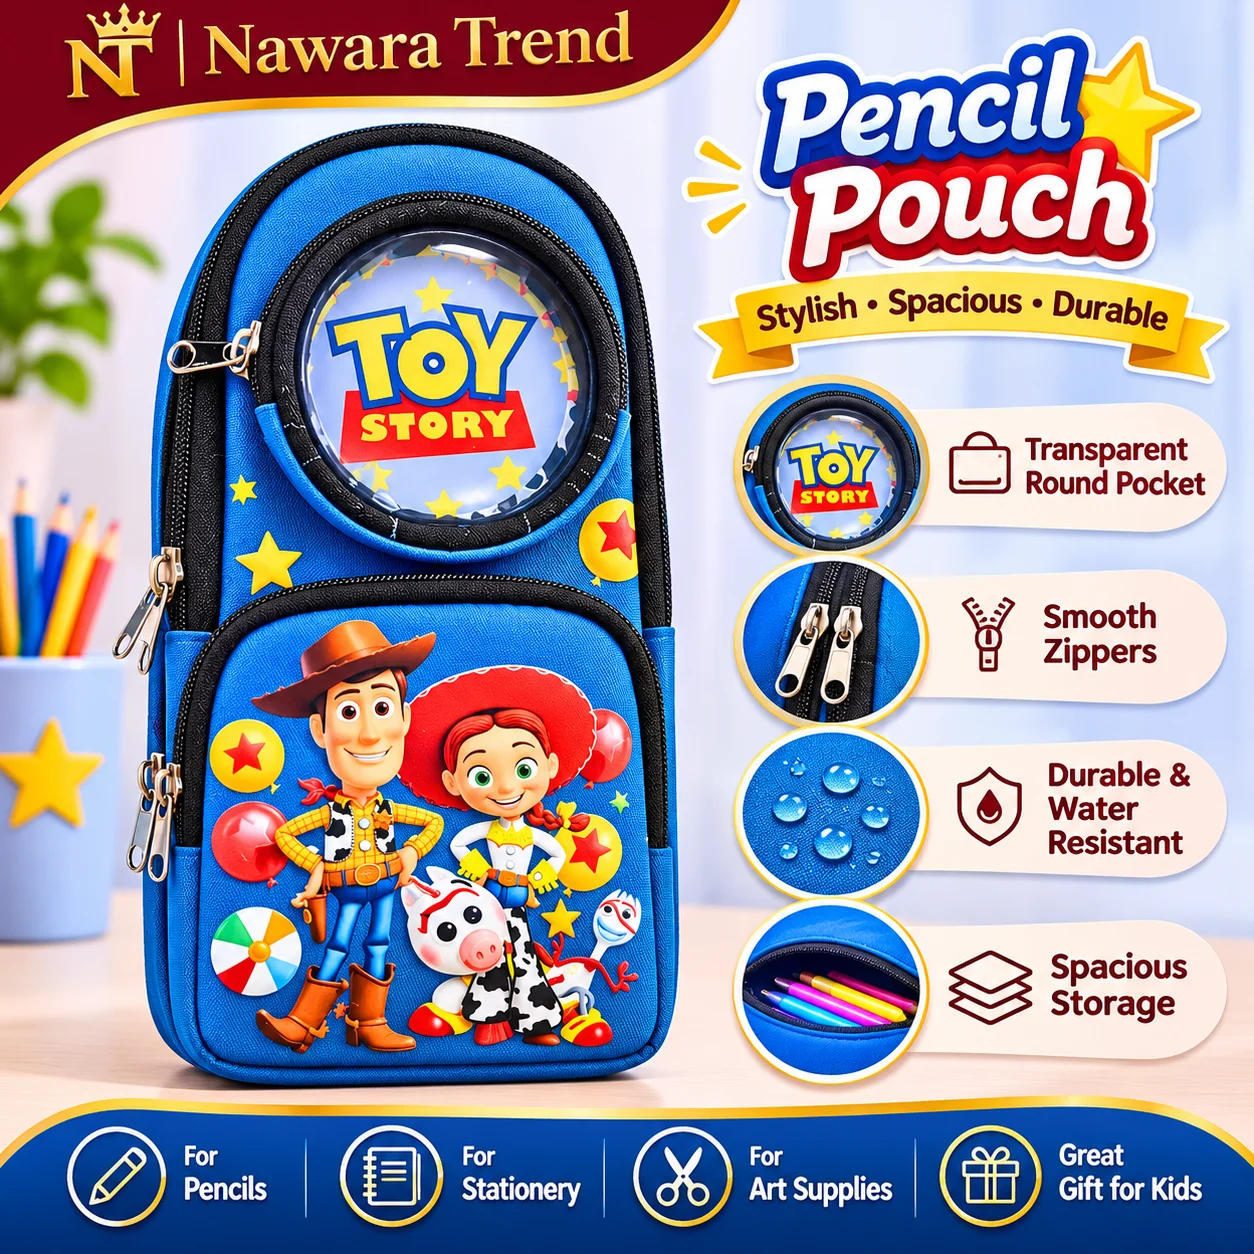 NT | Nawara Trend
Pencil
Pouch
Stylish • Spacious • Durable
TOY
STORY
TOY
STORY
Transparent
Round Pocket
Smooth
Zippers
Durable &
Water
Resistant
Spacious
Storage
For
Pencils
For
Stationery
For
Art Supplies
Great
Gift for Kids